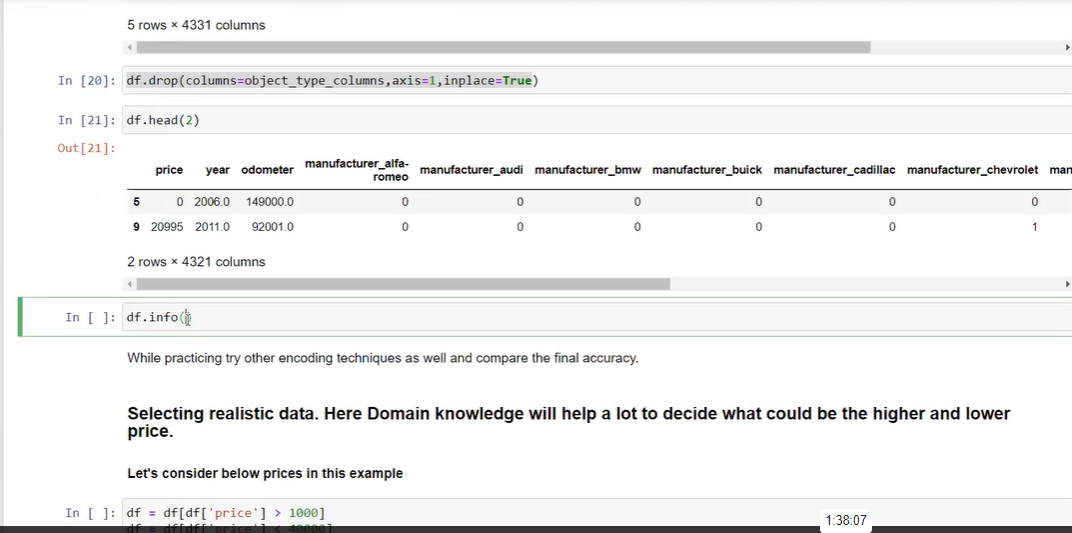 5 rows × 4331 columns
In [20]: df.drop(columns=object_type_columns,axis=1,inplace=True)
In [21]: df.head(2)
Out[21]:
price year odometer manufacturer_alfa-romeo manufacturer_audi manufacturer_bmw manufacturer_buick manufacturer_cadillac manufacturer_chevrolet man
5 0 2006.0 149000.0 0 0 0 0 0 0
9 20995 2011.0 92001.0 0 0 0 0 0 1
2 rows × 4321 columns
In [ ]: df.info()
While practicing try other encoding techniques as well and compare the final accuracy.
Selecting realistic data. Here Domain knowledge will help a lot to decide what could be the higher and lower
price.
Let's consider below prices in this example
In [ ]: df = df[df['price'] > 1000]
df = df[df['price'] < 40000]
1:38:07